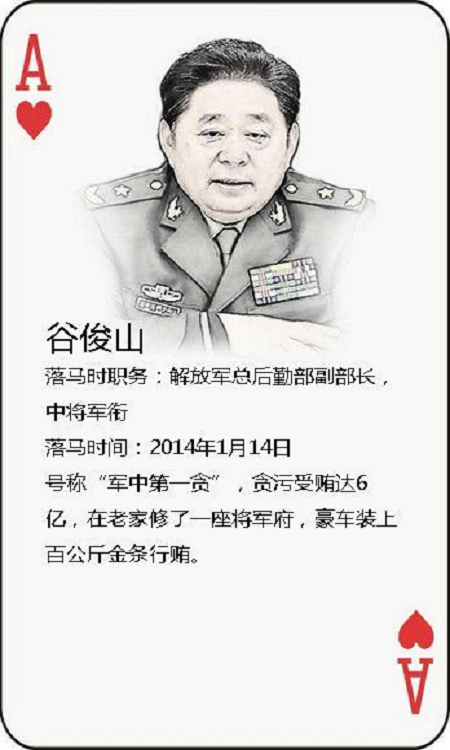 A
谷俊山
落马时职务：解放军总后勤部副部长，
中将军衔
落马时间：2014年1月14日
号称“军中第一贪”，贪污受贿达6
亿，在老家修了一座将军府，豪车装上
百公斤金条行贿。
A